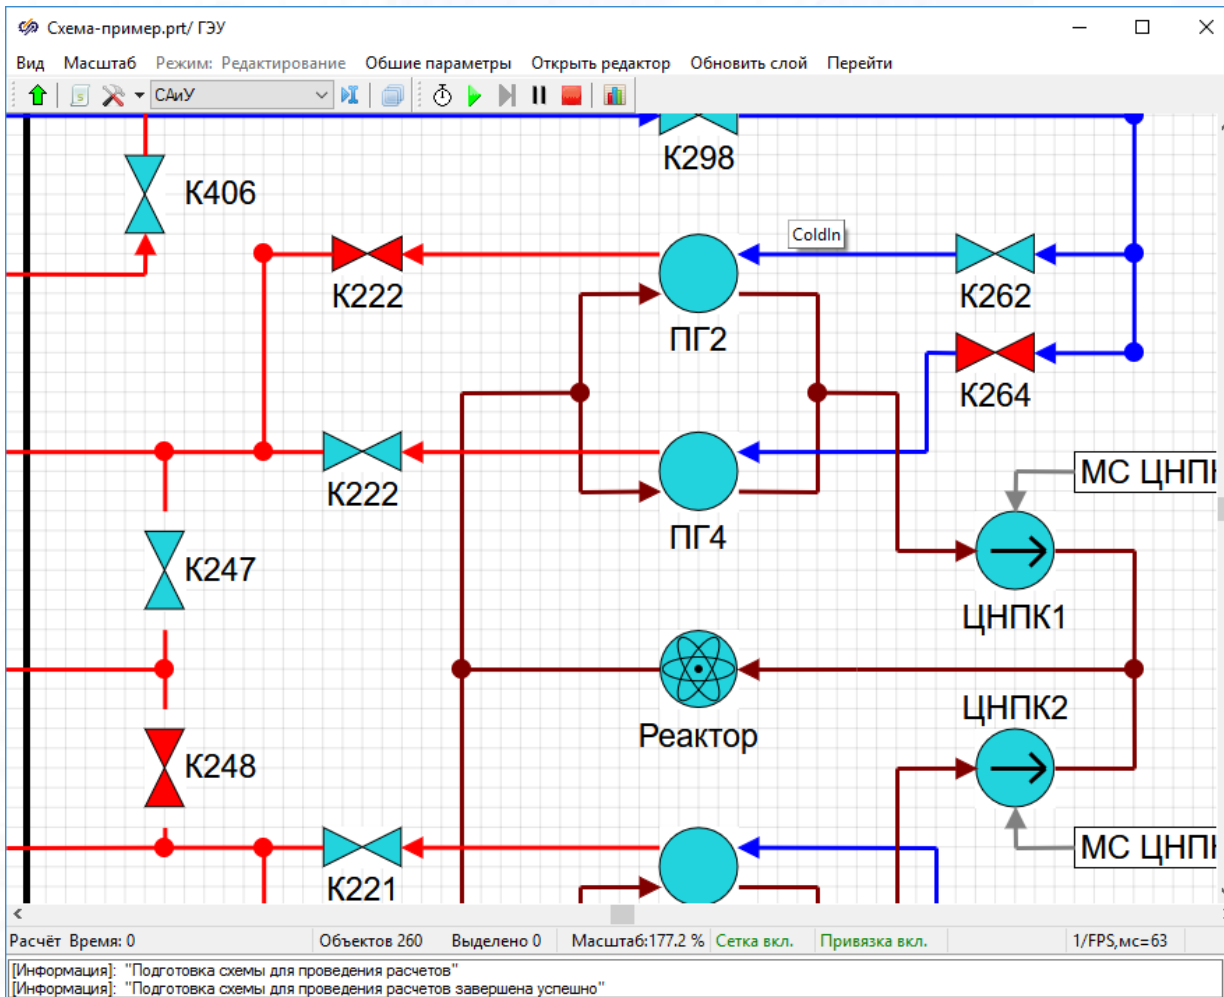 Схема-пример.prt/ ГЭУ
Вид Масштаб Режим: Редактирование Обшие параметры Открыть редактор Обновить слой Перейти
САиУ
К298
К406
ColdIn
К222
К262
ПГ2
К264
МС ЦНПК
К222
ПГ4
К247
ЦНПК1
ЦНПК2
Реактор
К248
МС ЦНПК
К221
Расчёт Время: 0 Объектов 260 Выделено 0 Масштаб:177.2 % Сетка вкл. Привязка вкл. 1/FPS,мс=63
[Информация]: "Подготовка схемы для проведения расчетов"
[Информация]: "Подготовка схемы для проведения расчетов завершена успешно"